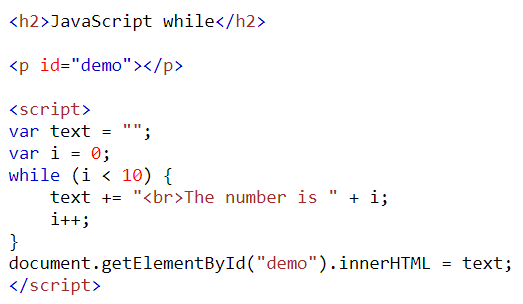 <h2>JavaScript while</h2>
<p id="demo"></p>
<script>
var text = "";
var i = 0;
while (i < 10) {
    text += "<br>The number is " + i;
    i++;
}
document.getElementById("demo").innerHTML = text;
</script>